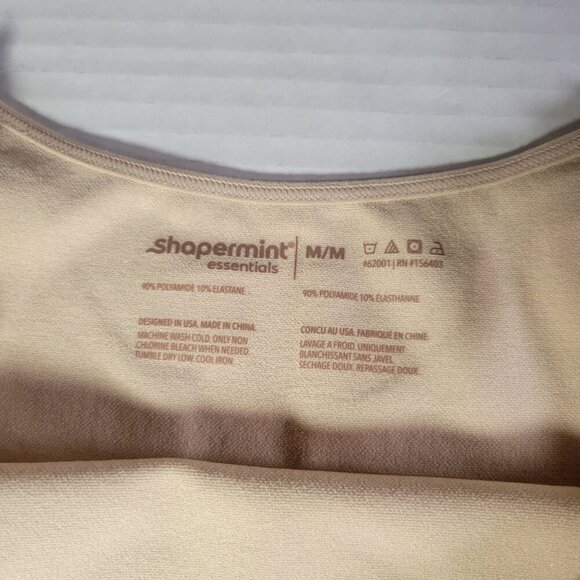 shapermint®
essentials
M/M
#62001 | RN #156403
90% POLYAMIDE 10% ELASTANE
90% POLYAMIDE 10% ÉLASTHANNE
DESIGNED IN USA. MADE IN CHINA.
MACHINE WASH COLD. ONLY NON
CHLORINE BLEACH WHEN NEEDED.
TUMBLE DRY LOW. COOL IRON.
CONCU AU USA. FABRIQUÉ EN CHINE.
LAVAGE A FROID. UNIQUEMENT
BLANCHISSANT SANS JAVEL
SECHAGE DOUX. REPASSAGE DOUX.